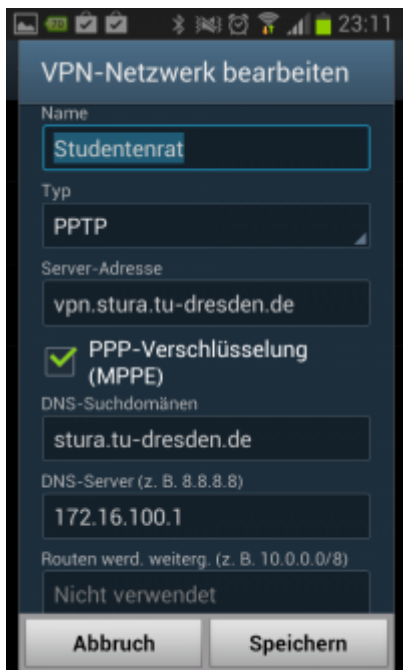 23:11
VPN-Netzwerk bearbeiten
Name
Studentenrat
Typ
PPTP
Server-Adresse
vpn.stura.tu-dresden.de
PPP-Verschlüsselung
(MPPE)
DNS-Suchdomänen
stura.tu-dresden.de
DNS-Server (z. B. 8.8.8.8)
172.16.100.1
Routen werd. weiterg. (z. B. 10.0.0.0/8)
Nicht verwendet
Abbruch
Speichern